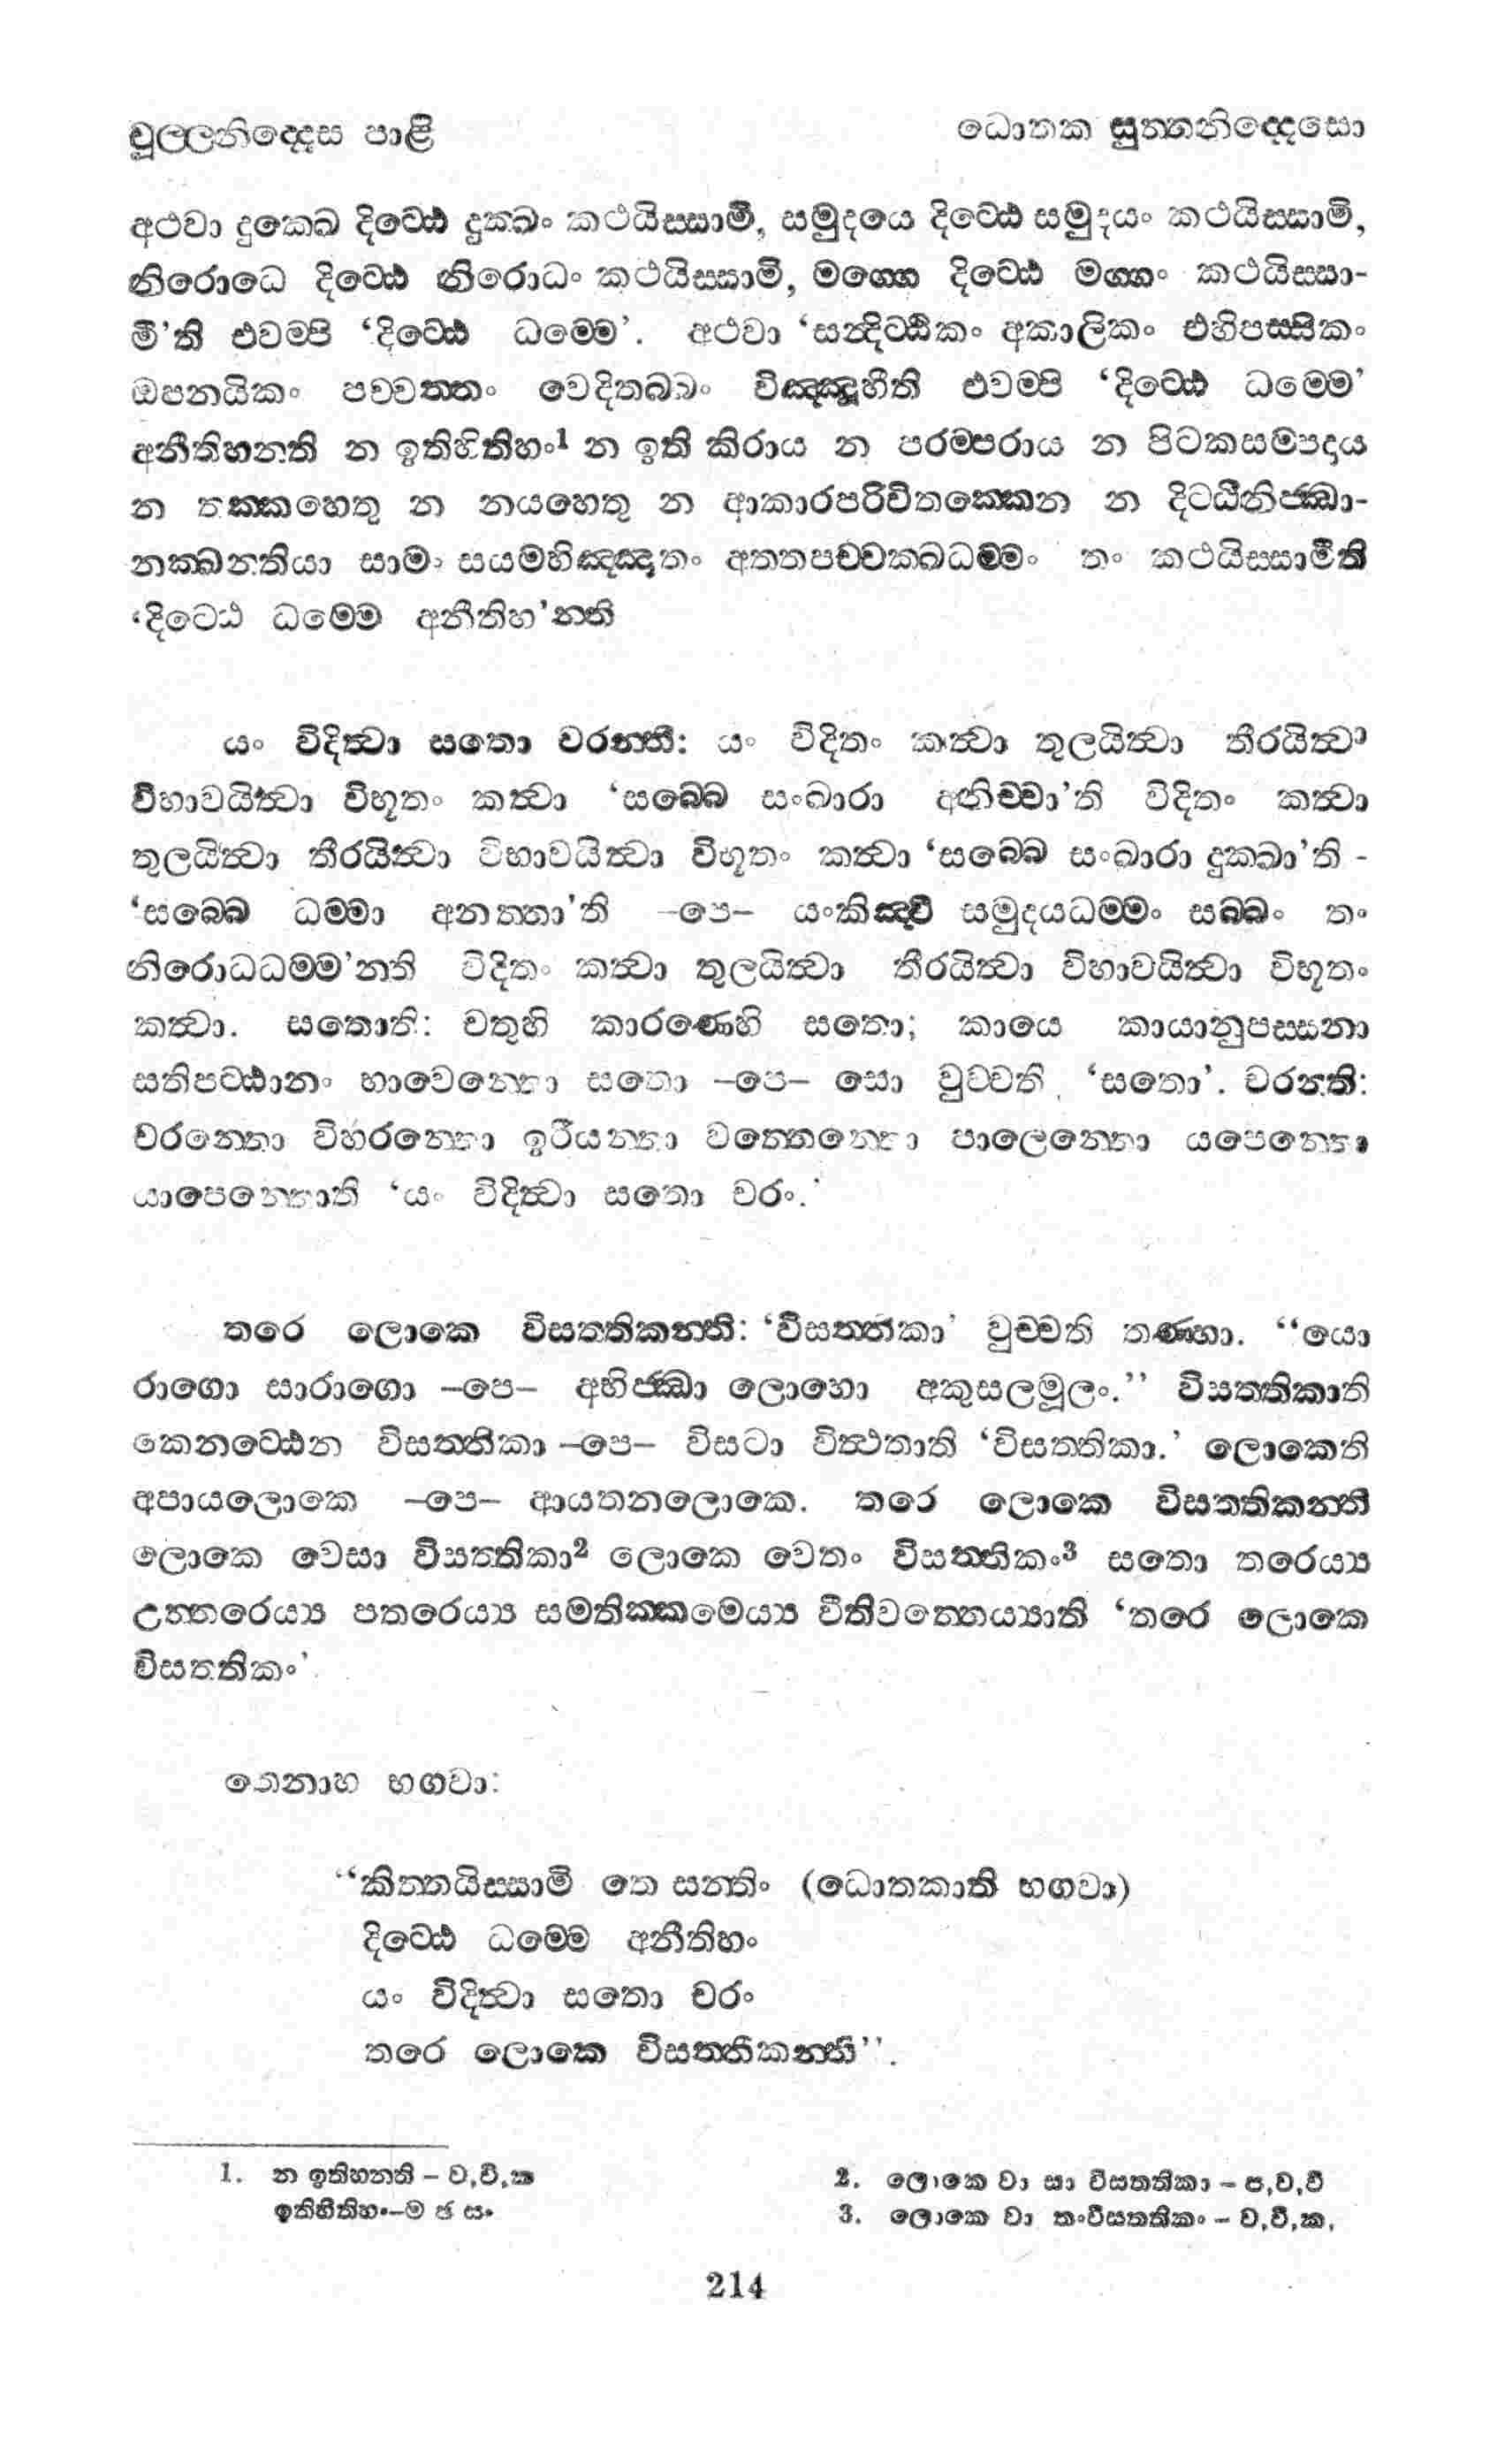 චූල්ලනිද්දෙස පාළි
ධොතක සුත්තනිද්දෙසො
අථවා දුක්ඛෙ දිට්ඨෙ දුක්ඛං කථයිස්සාමි, සමුදයෙ දිට්ඨෙ සමුදයං කථයිස්සාමි,
නිරොධෙ දිට්ඨෙ නිරොධං කථයිස්සාමි, මග්ගෙ දිට්ඨෙ මග්ගං කථයිස්සා-
මී’ති එවම්පි ‘දිට්ඨෙ ධම්මෙ’. අථවා ‘සන්දිට්ඨිකං අකාලිකං එහිපස්සිකං
ඔපනයිකං පච්චත්තං වෙදිතබ්බං විඤ්ඤූහීති එවම්පි ‘දිට්ඨෙ ධම්මෙ’
අනීතිහන්ති න ඉතිහිතිහං1 න ඉති කිරාය න පරම්පරාය න පිටකසම්පදාය
න තක්කහෙතු න නයහෙතු න ආකාරපරිවිතක්කෙන න දිට්ඨිනිජ්ඣා-
නක්ඛන්තියා සාමං සයමභිඤ්ඤාතං අත්තපච්චක්ඛධම්මං තං කථයිස්සාමීති
‘දිට්ඨෙ ධම්මෙ අනීතිහ’න්ති
යං විදිත්වා සතො චරන්ති: යං විදිතං කත්වා තුලයිත්වා තීරයිත්වා
විභාවයිත්වා විභූතං කත්වා ‘සබ්බෙ සංඛාරා අනිච්චා’ති විදිතං කත්වා
තුලයිත්වා තීරයිත්වා විභාවයිත්වා විභූතං කත්වා ‘සබ්බෙ සංඛාරා දුක්ඛා’ති -
‘සබ්බෙ ධම්මා අනත්තා’ති –පෙ– යංකිඤ්චි සමුදයධම්මං සබ්බං තං
නිරොධධම්ම’න්ති විදිතං කත්වා තුලයිත්වා තීරයිත්වා විභාවයිත්වා විභූතං
කත්වා. සතොති: චතුහි කාරණෙහි සතො; කායෙ කායානුපස්සනා
සතිපට්ඨානං භාවෙන්තො සතො –පෙ– සො වුච්චති ‘සතො’. චරන්ති:
චරන්තො විහරන්තො ඉරියන්තො වත්තෙන්තො පාලෙන්තො යපෙන්තො
යාපෙන්තොති ‘යං විදිත්වා සතො චරං.’
තරෙ ලොකෙ විසත්තිකන්ති: ‘විසත්තිකා’ වුච්චති තණ්හා. “යො
රාගො සාරාගො –පෙ– අභිජ්ඣා ලොභො අකුසලමූලං.” විසත්තිකාති
කෙනට්ඨෙන විසත්තිකා –පෙ– විසටා විත්ථතාති ‘විසත්තිකා.’ ලොකෙති
අපායලොකෙ –පෙ– ආයතනලොකෙ. තරෙ ලොකෙ විසත්තිකන්ති
ලොකෙ වෙසා විසත්තිකා2 ලොකෙ වෙතං විසත්තිකං3 සතො තරෙය්‍ය
උත්තරෙය්‍ය පතරෙය්‍ය සමතික්කමෙය්‍ය වීතිවත්තෙය්‍යාති ‘තරෙ ලොකෙ
විසත්තිකං’.
තෙනාහ භගවා:
“කිත්තයිස්සාමි තෙ සන්තිං (ධොතකාති භගවා)
දිට්ඨෙ ධම්මෙ අනීතිහං
යං විදිත්වා සතො චරං
තරෙ ලොකෙ විසත්තිකන්ති”.
1. න ඉතිහන්ති – ව,වි,ක
ඉතිහීතිහං–ම ඡ සං
2. ලොකෙ වා සා විසත්තිකා – ප,ව,වි
3. ලොකෙ වා තංවිසත්තිකං – ව,වි,ක,
214